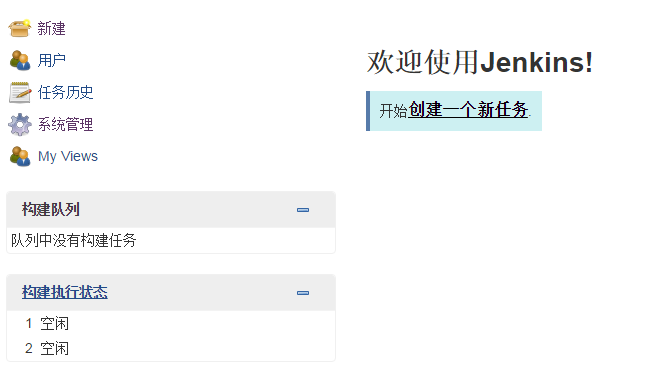 新建
用户
任务历史
系统管理
My Views
构建队列
队列中没有构建任务
构建执行状态
1 空闲
2 空闲
欢迎使用Jenkins!
开始创建一个新任务.